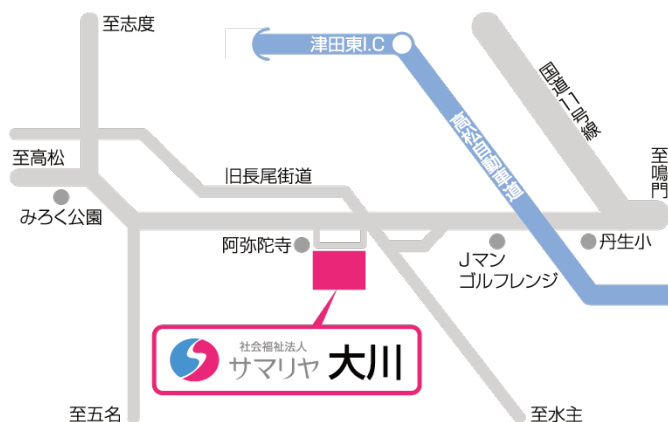 至志度
津田東I.C
国道11号線
高松自動車道
至高松
至鳴門
旧長尾街道
みろく公園
阿弥陀寺
Jマン
ゴルフレンジ
丹生小
社会福祉法人
サマリヤ 大川
至五名
至水主